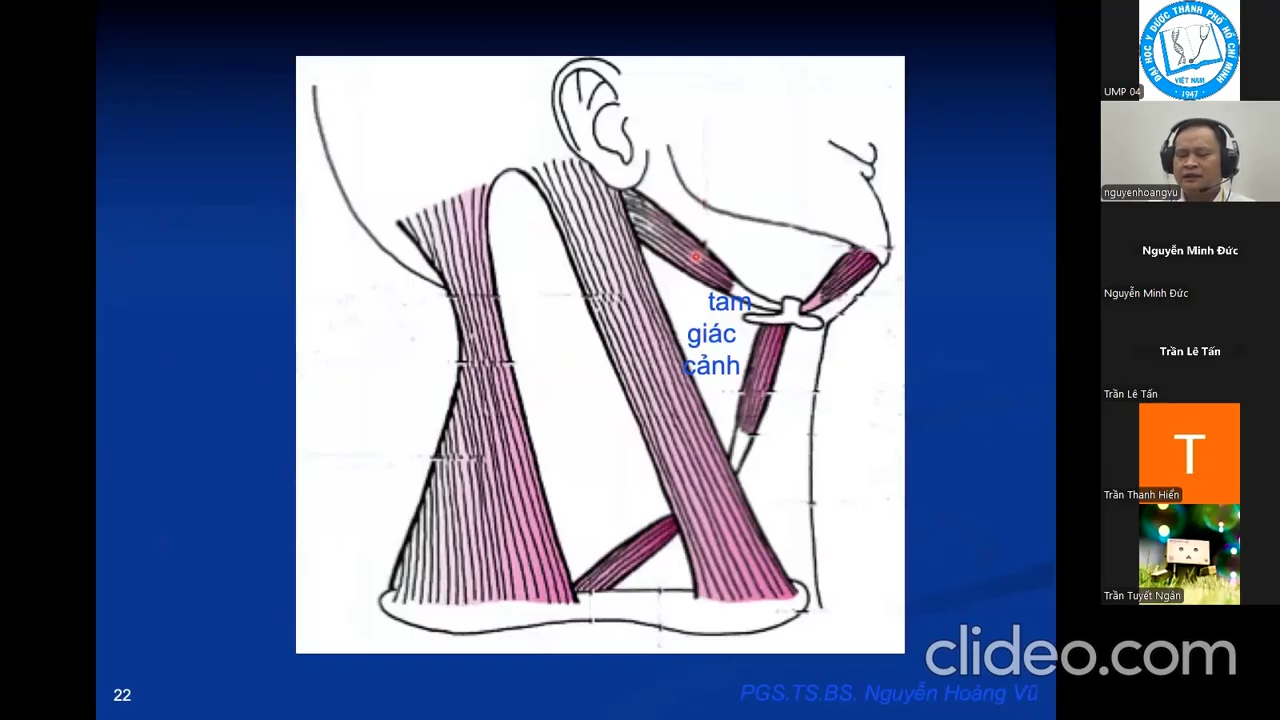 tam
giác
cảnh
22
PGS.TS.BS. Nguyễn Hoàng Vũ
ĐẠI HỌC Y DƯỢC THÀNH PHỐ HỒ CHÍ MINH
VIỆT NAM
1947
UMP 04
nguyenhoangvu
Nguyễn Minh Đức
Nguyễn Minh Đức
Trần Lê Tấn
Trần Lê Tấn
T
Trần Thanh Hiển
Trần Tuyết Ngân
clideo.com